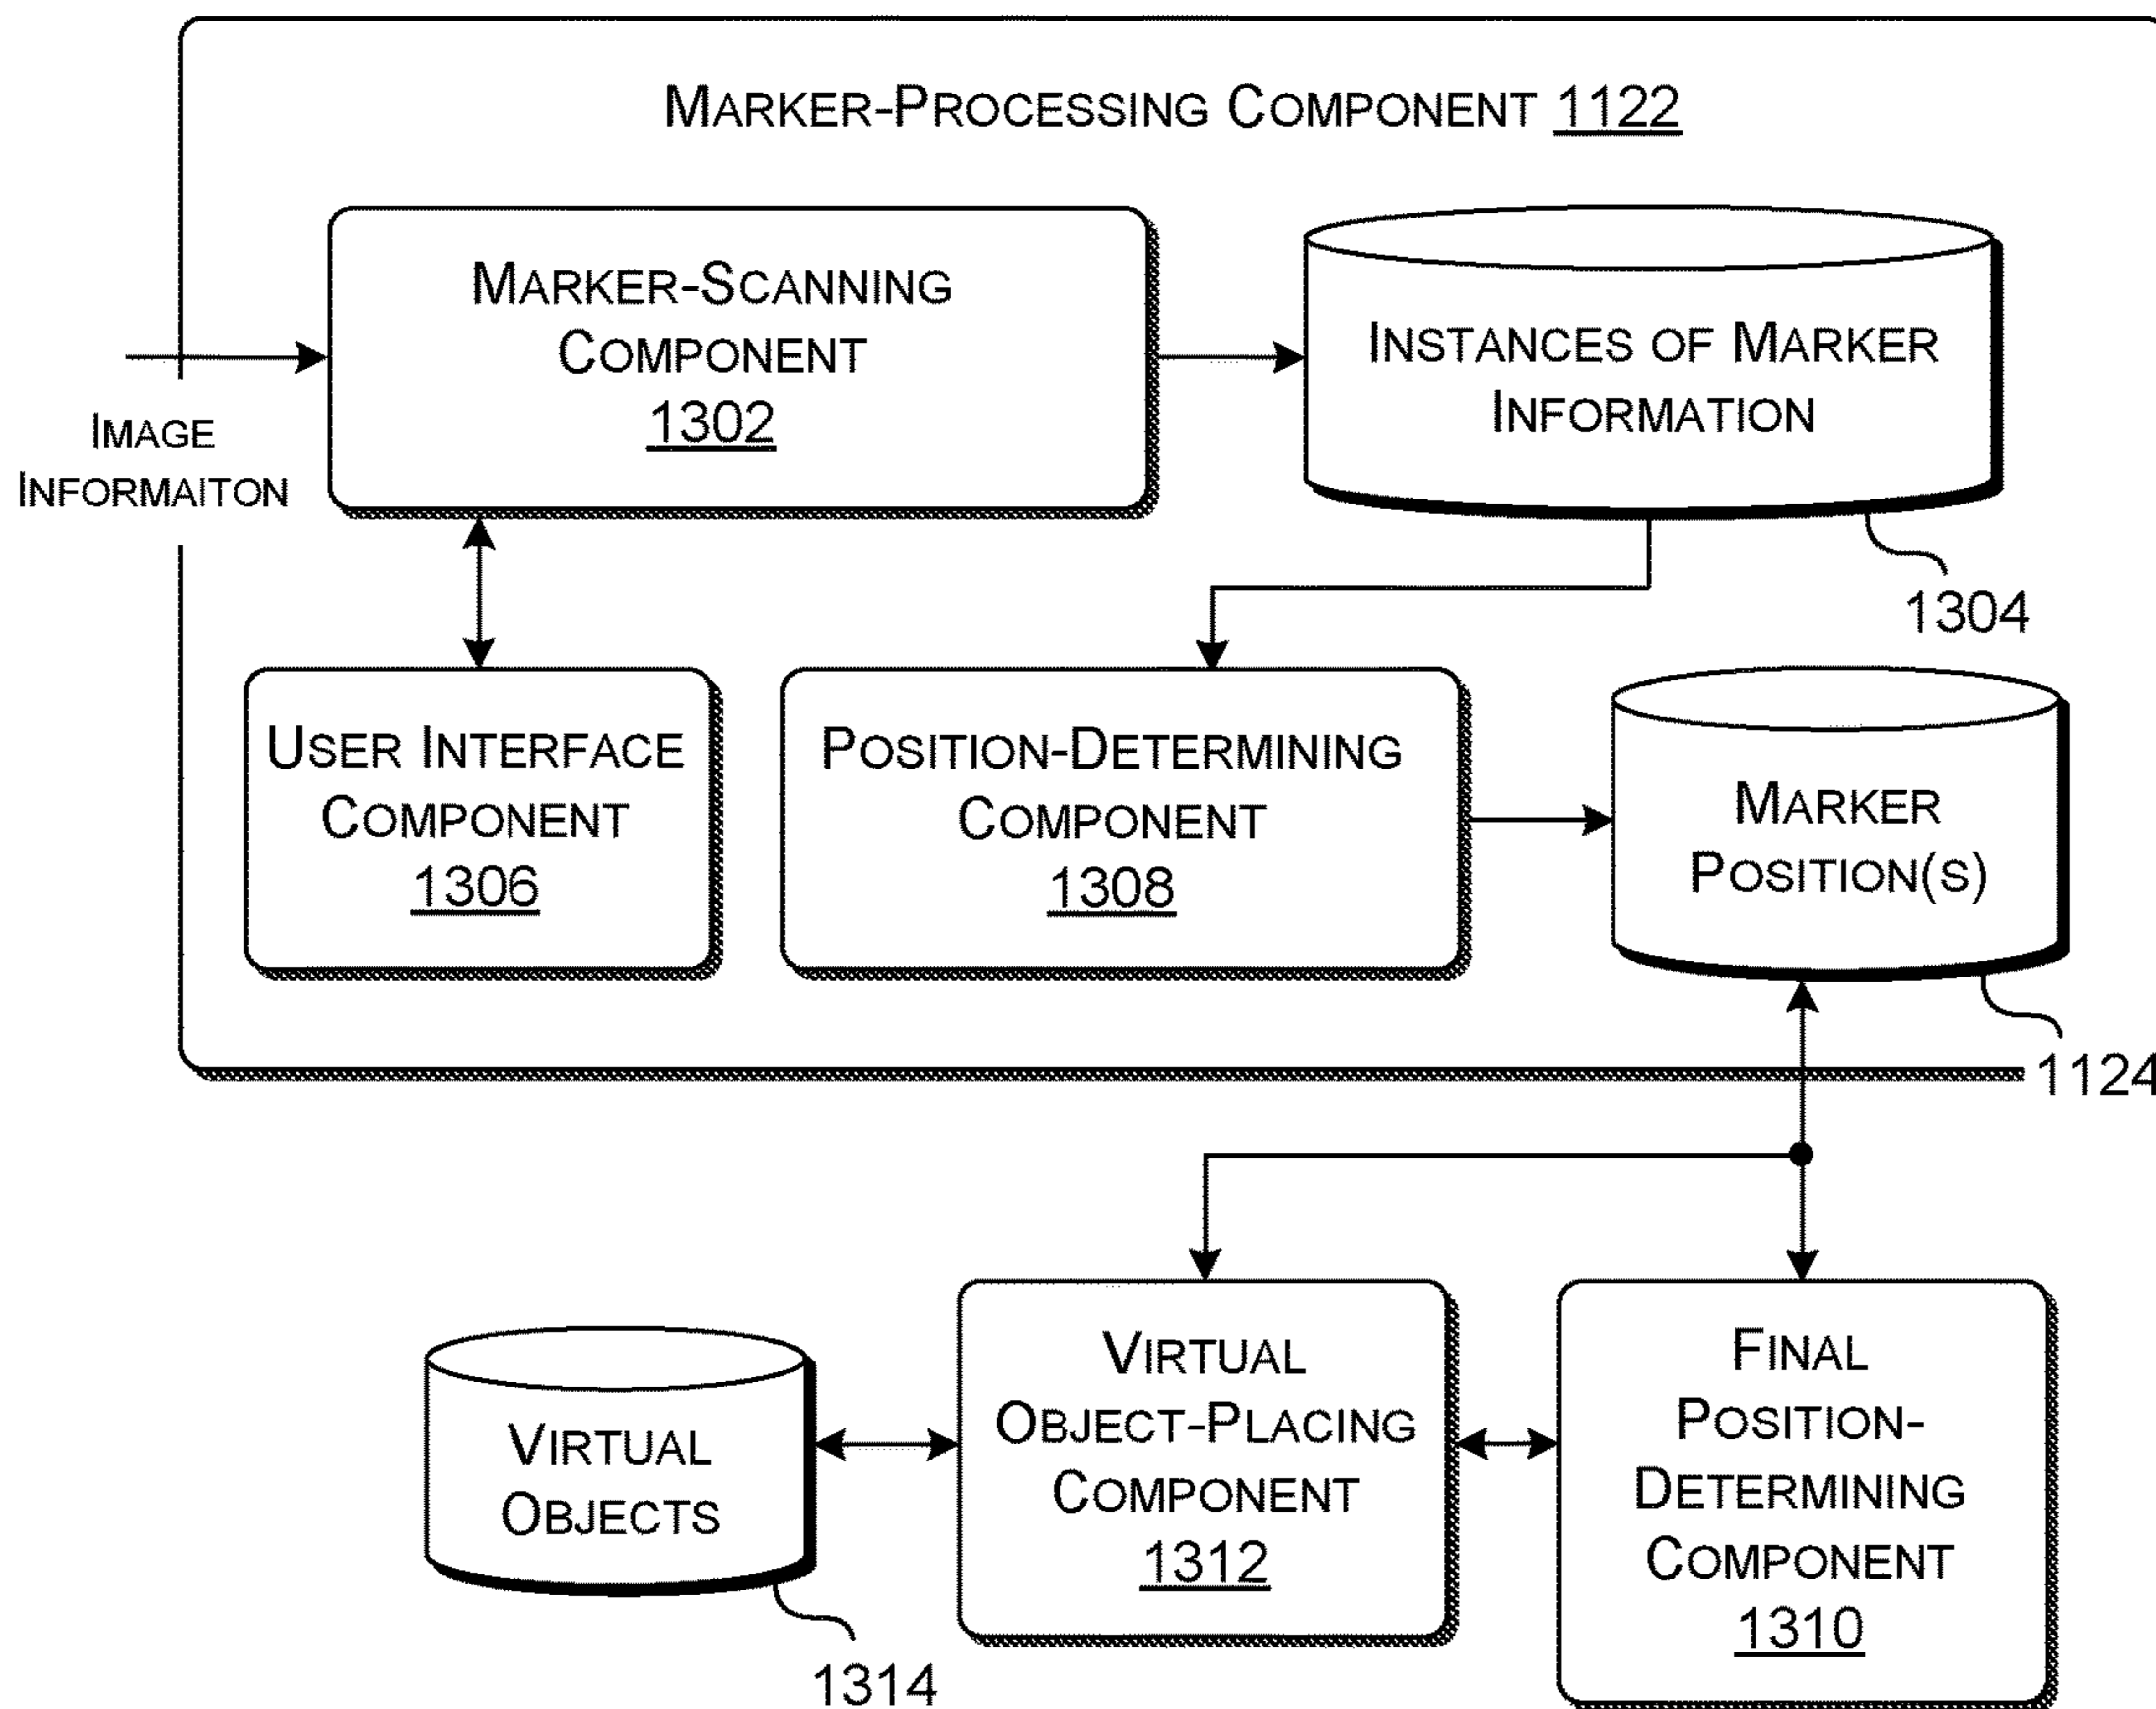 MARKER-PROCESSING COMPONENT 1122
MARKER-SCANNING
COMPONENT
1302
INSTANCES OF MARKER
INFORMATION
IMAGE
INFORMAITON
1304
USER INTERFACE
COMPONENT
1306
POSITION-DETERMINING
COMPONENT
1308
MARKER
POSITION(S)
1124
VIRTUAL
OBJECTS
1314
VIRTUAL
OBJECT-PLACING
COMPONENT
1312
FINAL
POSITION-
DETERMINING
COMPONENT
1310